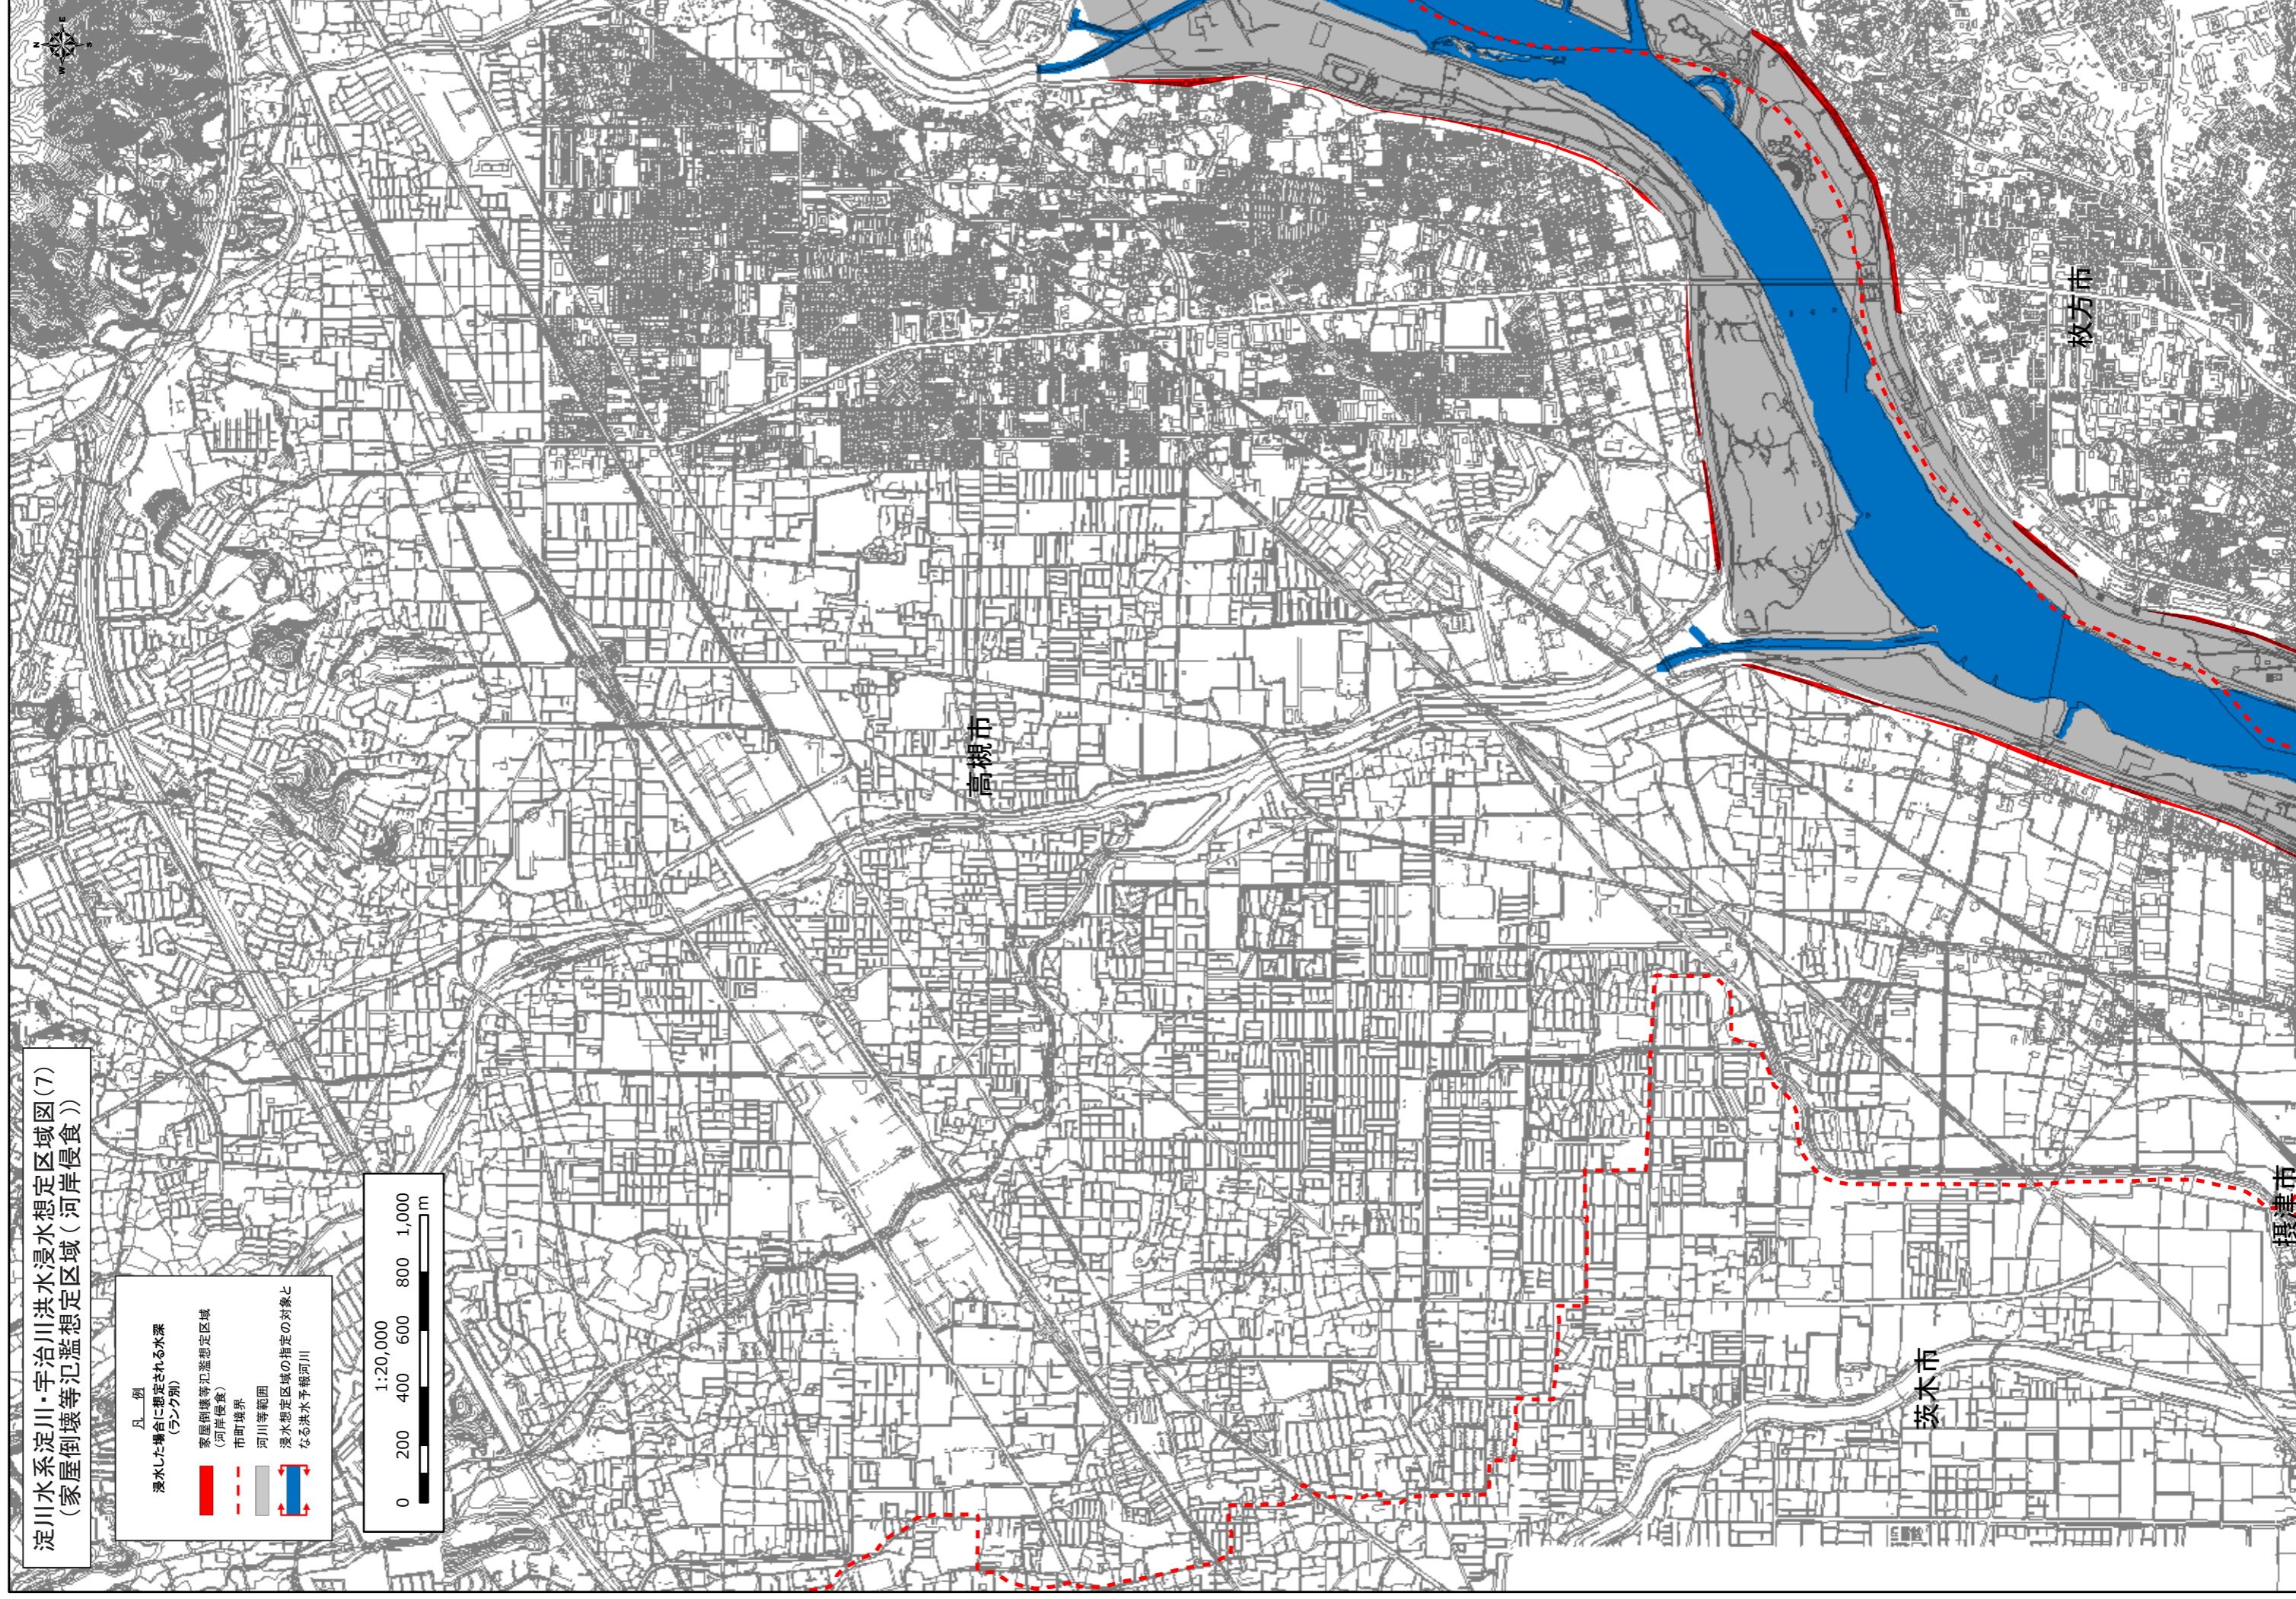 淀川水系淀川・宇治川洪水浸水想定区域図(7)
(家屋倒壊等氾濫想定区域(河岸侵食))
凡 例
浸水した場合に想定される水深
(ランク別)
家屋倒壊等氾濫想定区域
(河岸侵食)
市町境界
河川等範囲
浸水想定区域の指定の対象と
なる洪水予報河川
1:20,000
0 200 400 600 800 1,000
m
N
W E
S
高槻市
枚方市
茨木市
摂津市